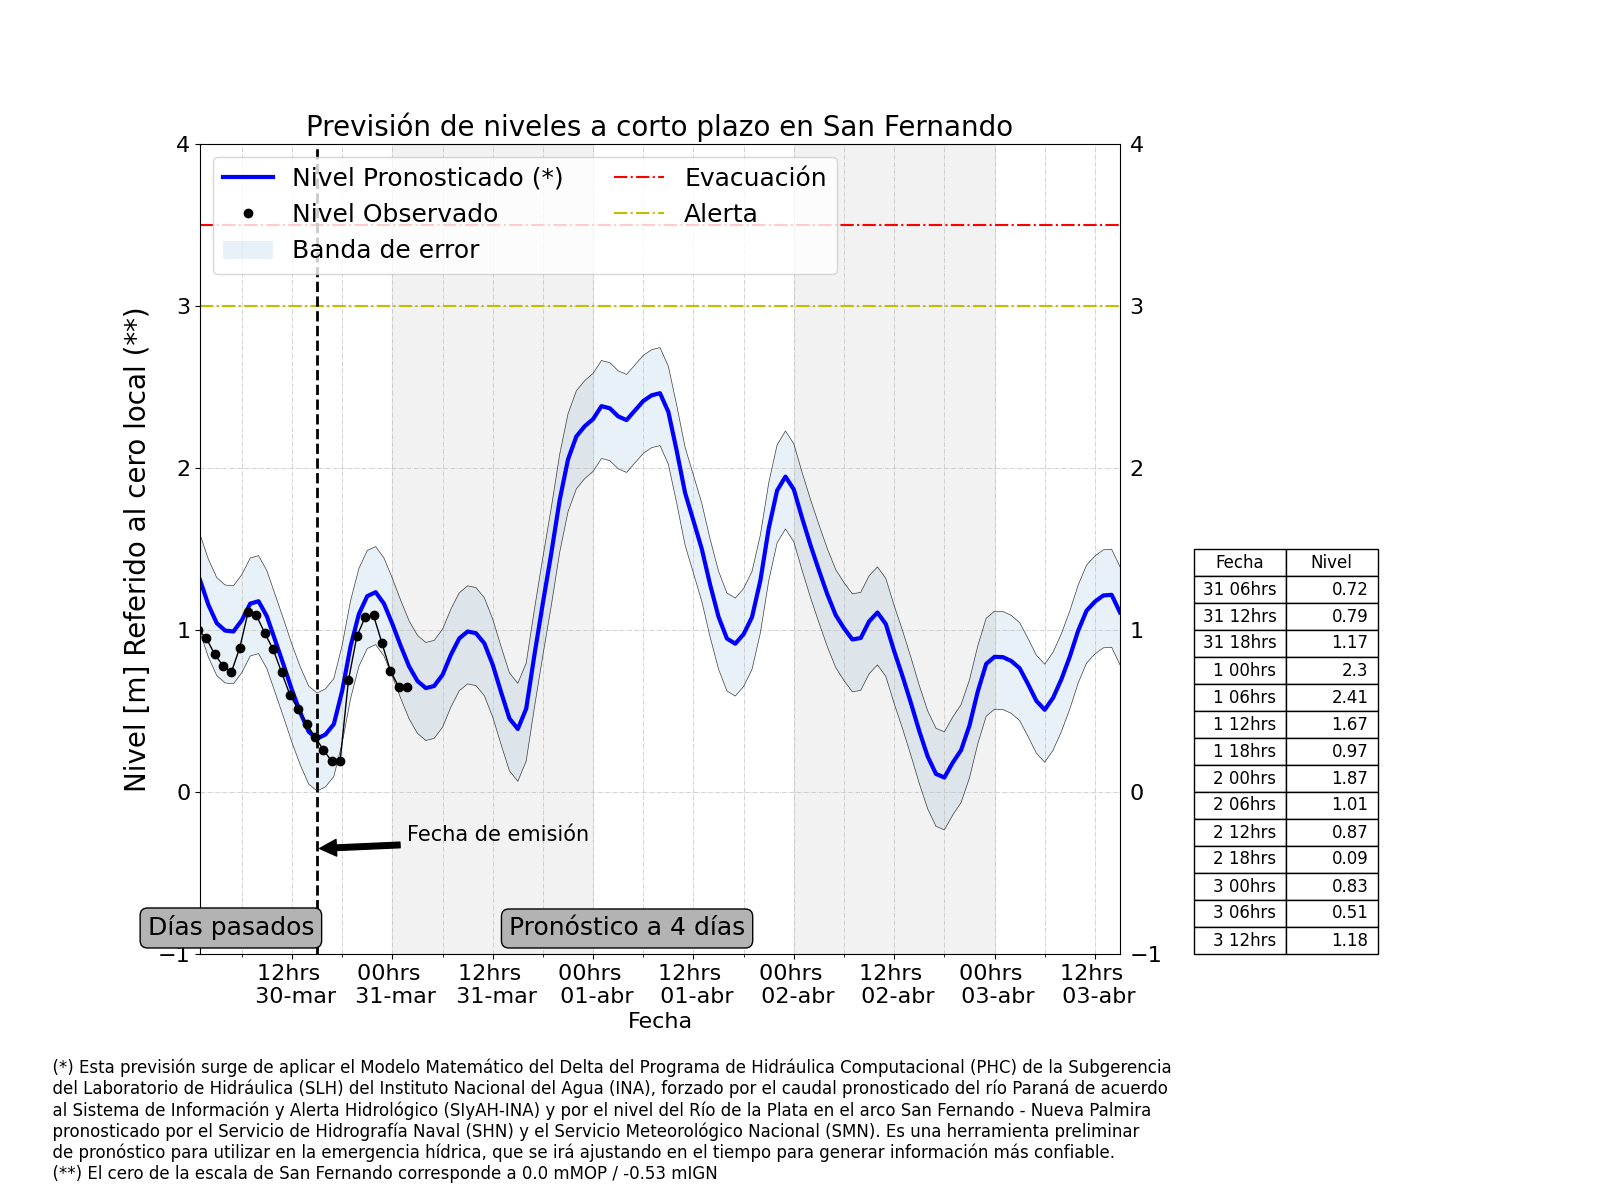 Previsión de niveles a corto plazo en San Fernando
Nivel Pronosticado (*)
Nivel Observado
Banda de error
Evacuación
Alerta
Nivel [m] Referido al cero local (**)
4
3
2
1
0
−1
4
3
2
1
0
−1
Fecha de emisión
Días pasados
Pronóstico a 4 días
12hrs 00hrs 12hrs 00hrs 12hrs 00hrs 12hrs 00hrs 12hrs
30-mar 31-mar 31-mar 01-abr 01-abr 02-abr 02-abr 03-abr 03-abr
Fecha
Fecha Nivel
31 06hrs 0.72
31 12hrs 0.79
31 18hrs 1.17
1 00hrs 2.3
1 06hrs 2.41
1 12hrs 1.67
1 18hrs 0.97
2 00hrs 1.87
2 06hrs 1.01
2 12hrs 0.87
2 18hrs 0.09
3 00hrs 0.83
3 06hrs 0.51
3 12hrs 1.18
(*) Esta previsión surge de aplicar el Modelo Matemático del Delta del Programa de Hidráulica Computacional (PHC) de la Subgerencia
del Laboratorio de Hidráulica (SLH) del Instituto Nacional del Agua (INA), forzado por el caudal pronosticado del río Paraná de acuerdo
al Sistema de Información y Alerta Hidrológico (SIyAH-INA) y por el nivel del Río de la Plata en el arco San Fernando - Nueva Palmira
pronosticado por el Servicio de Hidrografía Naval (SHN) y el Servicio Meteorológico Nacional (SMN). Es una herramienta preliminar
de pronóstico para utilizar en la emergencia hídrica, que se irá ajustando en el tiempo para generar información más confiable.
(**) El cero de la escala de San Fernando corresponde a 0.0 mMOP / -0.53 mIGN